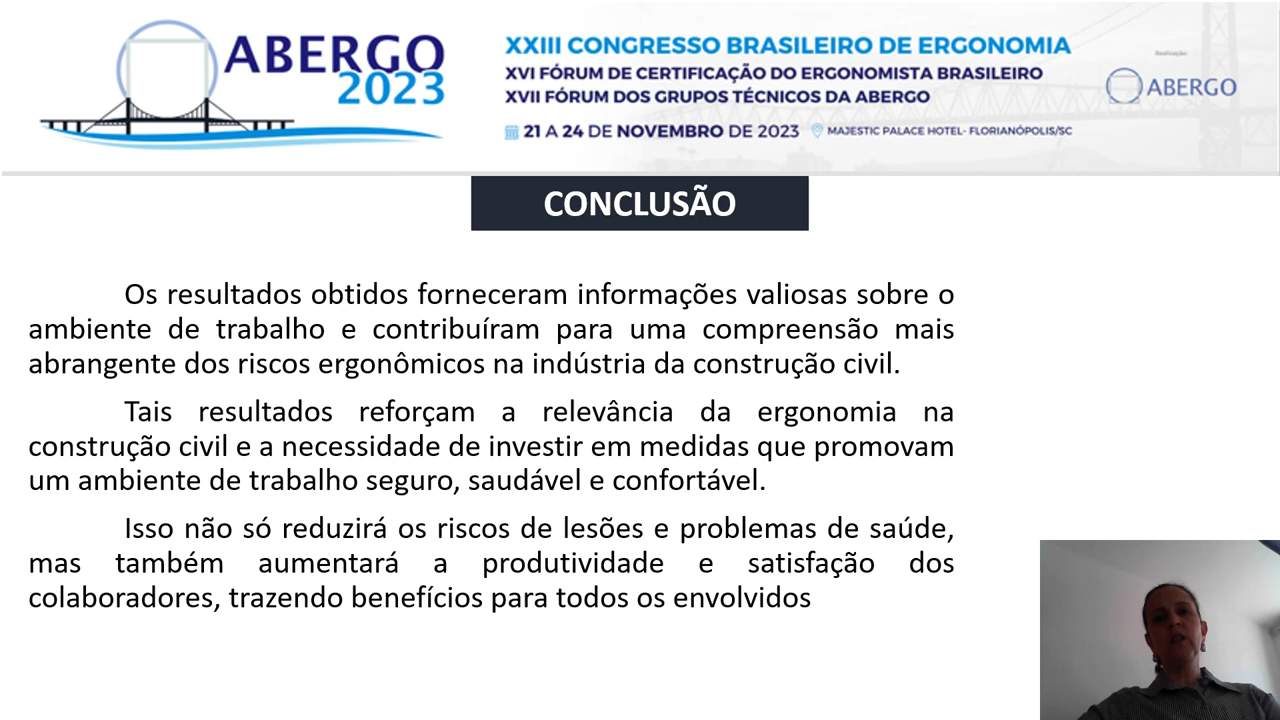 ABERGO
2023
XXIII CONGRESSO BRASILEIRO DE ERGONOMIA
XVI FÓRUM DE CERTIFICAÇÃO DO ERGONOMISTA BRASILEIRO
XVII FÓRUM DOS GRUPOS TÉCNICOS DA ABERGO
21 A 24 DE NOVEMBRO DE 2023 MAJESTIC PALACE HOTEL- FLORIANÓPOLIS/SC
Realização:
ABERGO
CONCLUSÃO
Os resultados obtidos forneceram informações valiosas sobre o
ambiente de trabalho e contribuíram para uma compreensão mais
abrangente dos riscos ergonômicos na indústria da construção civil.
Tais resultados reforçam a relevância da ergonomia na
construção civil e a necessidade de investir em medidas que promovam
um ambiente de trabalho seguro, saudável e confortável.
Isso não só reduzirá os riscos de lesões e problemas de saúde,
mas também aumentará a produtividade e satisfação dos
colaboradores, trazendo benefícios para todos os envolvidos